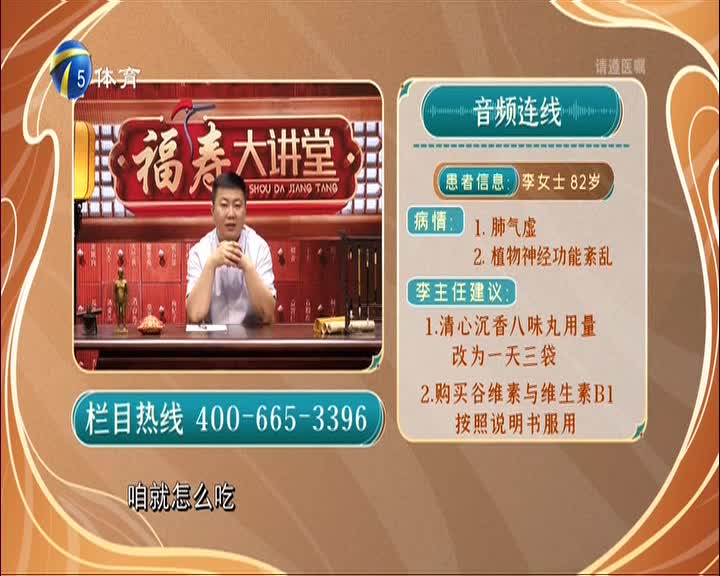 5 体育
请遵医嘱
福寿大讲堂
SHOU DA JIANG TANG
音频连线
患者信息: 李女士 82岁
病情:
1. 肺气虚
2. 植物神经功能紊乱
李主任建议:
1.清心沉香八味丸用量
改为一天三袋
2.购买谷维素与维生素B1
按照说明书服用
栏目热线 400-665-3396
咱就怎么吃